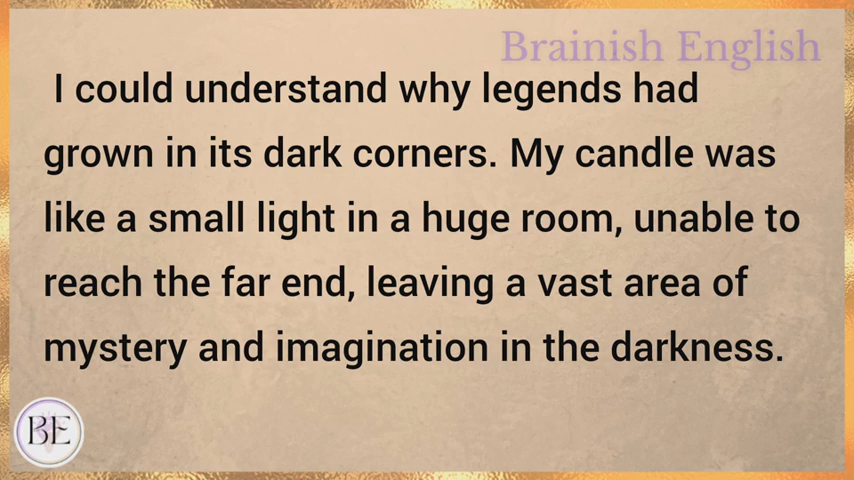 Brainish English
I could understand why legends had
grown in its dark corners. My candle was
like a small light in a huge room, unable to
reach the far end, leaving a vast area of
mystery and imagination in the darkness.
BE